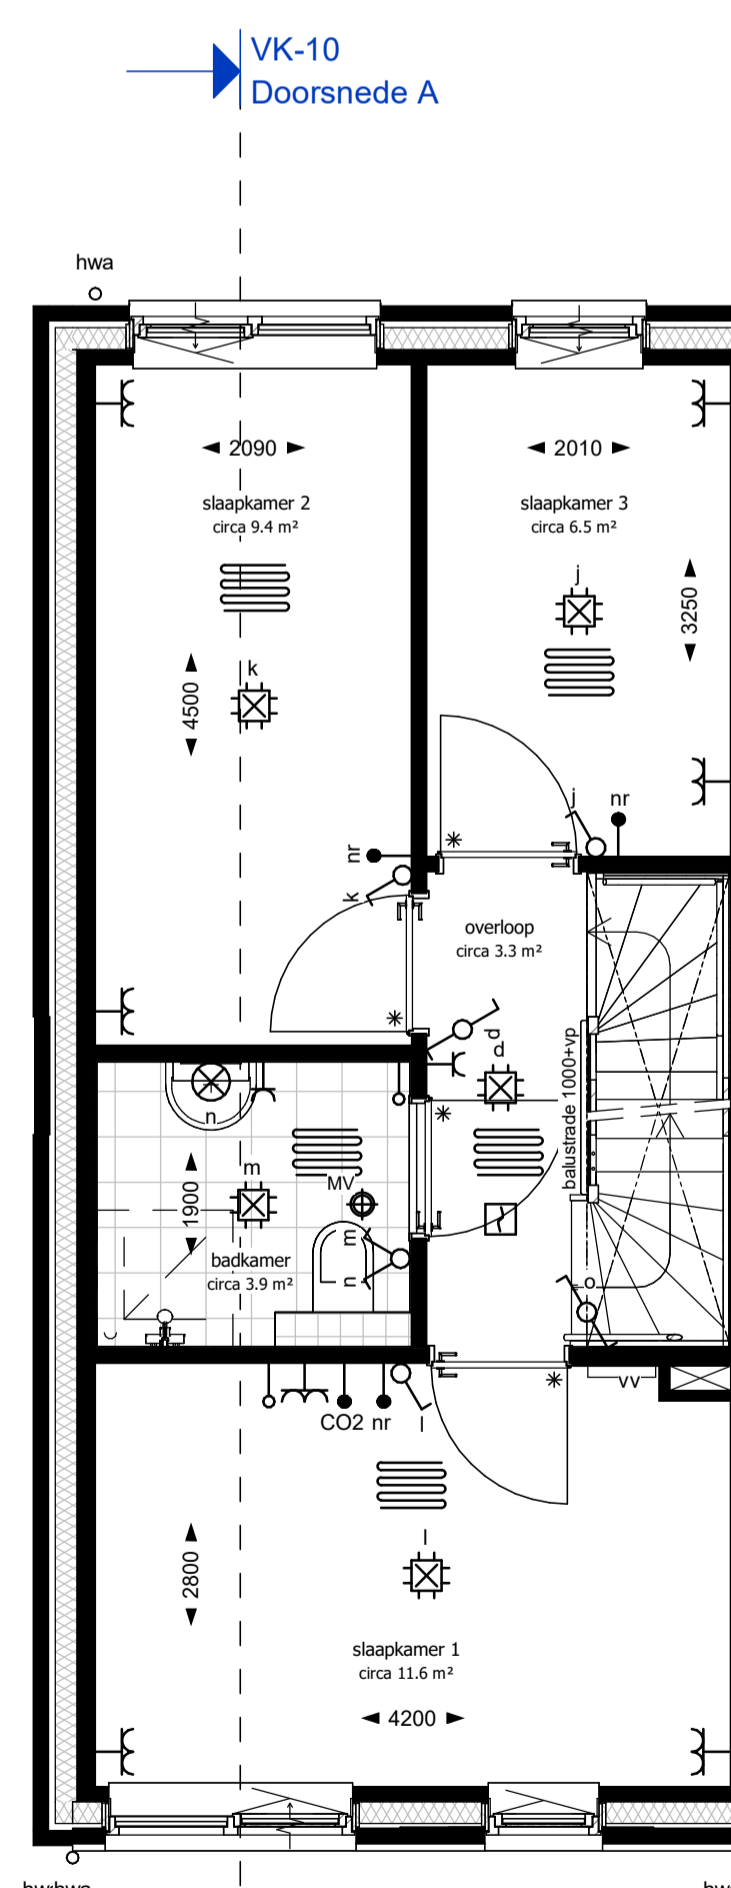 VK-10
Doorsnede A
hwa
2090
2010
slaapkamer 2
circa 9.4 m²
slaapkamer 3
circa 6.5 m²
j
3250
k
4500
j
nr
nr
k
overloop
circa 3.3 m²
d
d
balustrade 1000+vp
n
m
MV
1900
m
badkamer
circa 3.9 m²
n
o
VV
CO2 nr
l
l
2800
slaapkamer 1
circa 11.6 m²
4200